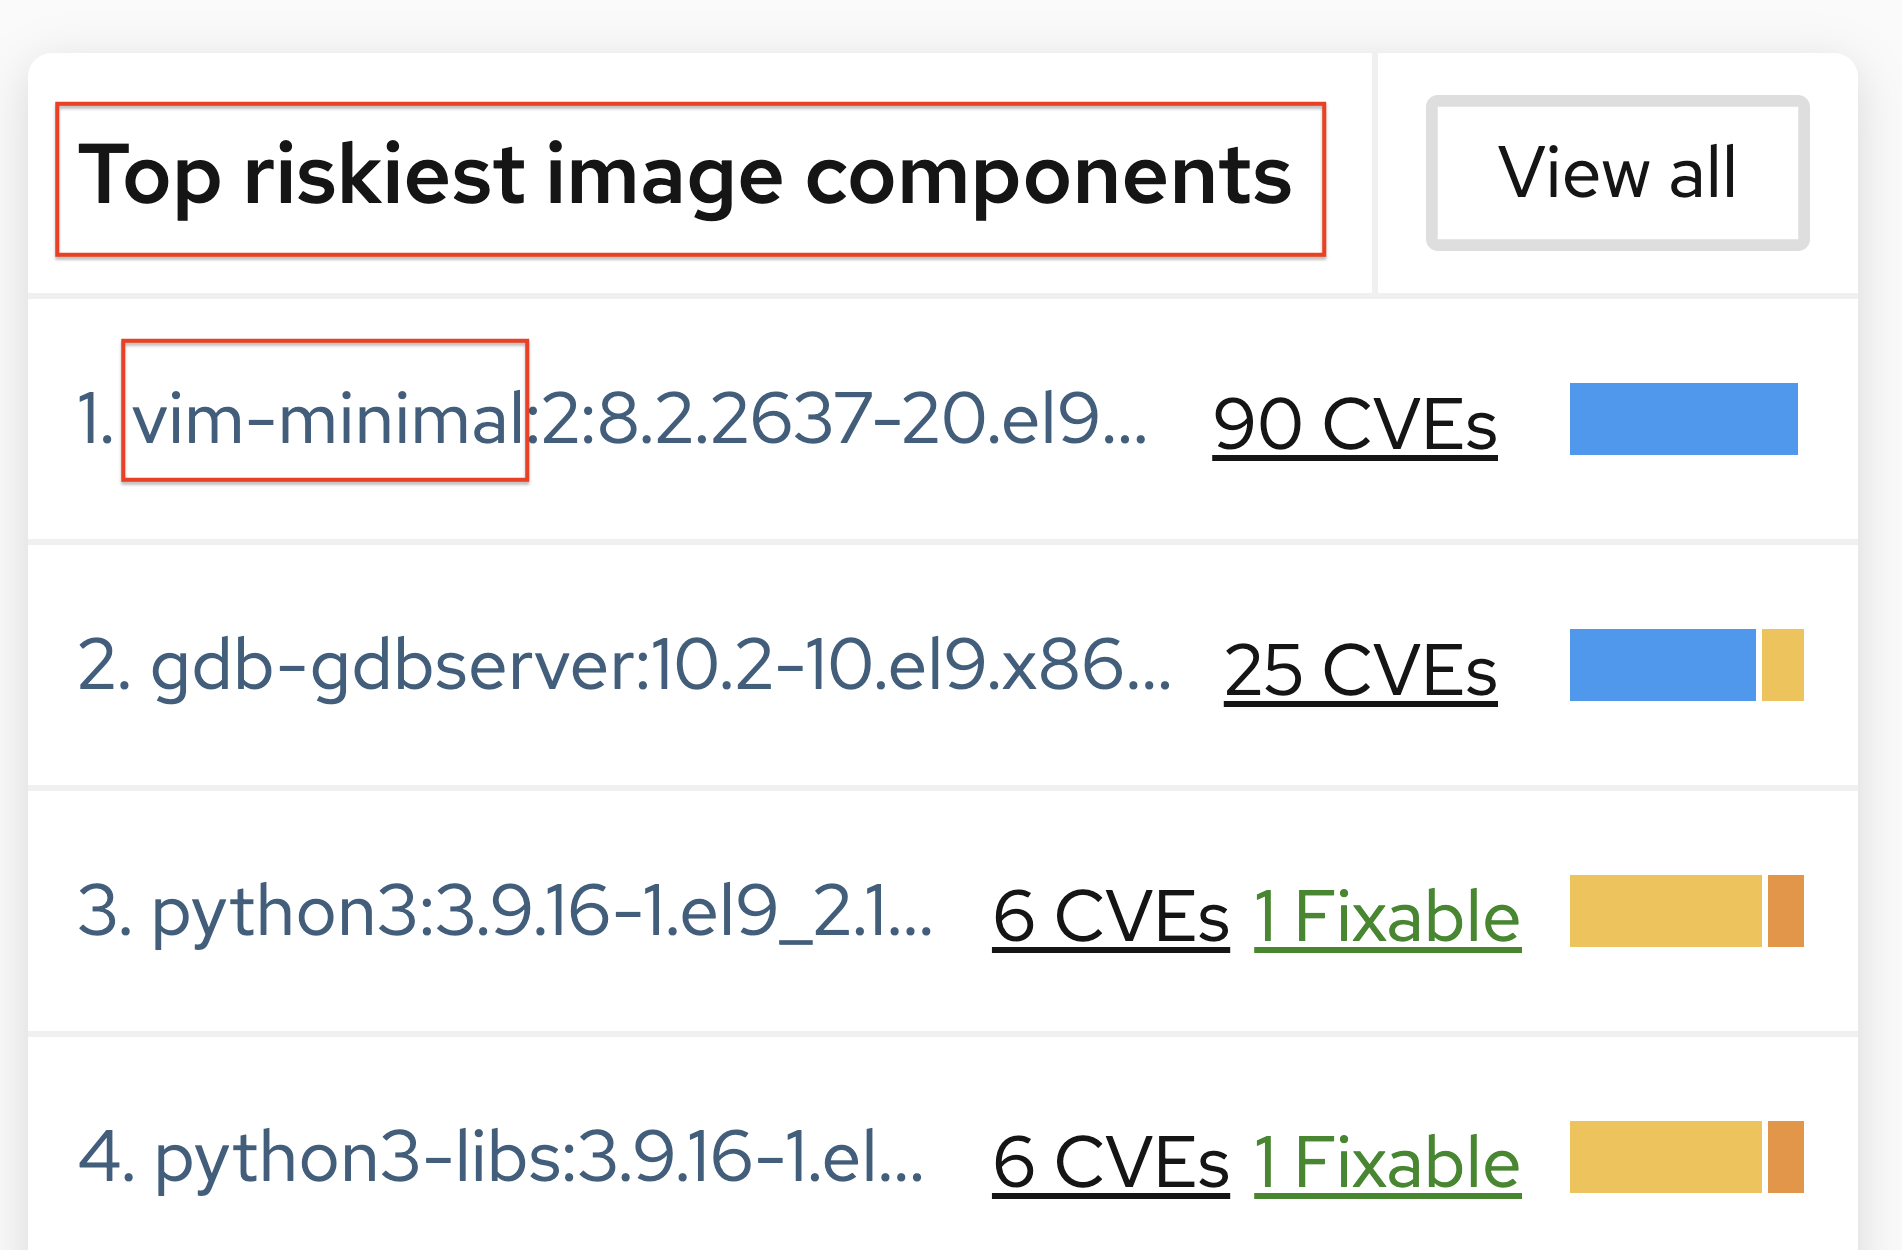 Top riskiest image components
View all
1. vim-minimal:2:8.2.2637-20.el9... 90 CVEs
2. gdb-gdbserver:10.2-10.el9.x86... 25 CVEs
3. python3:3.9.16-1.el9_2.1... 6 CVEs 1 Fixable
4. python3-libs:3.9.16-1.el... 6 CVEs 1 Fixable